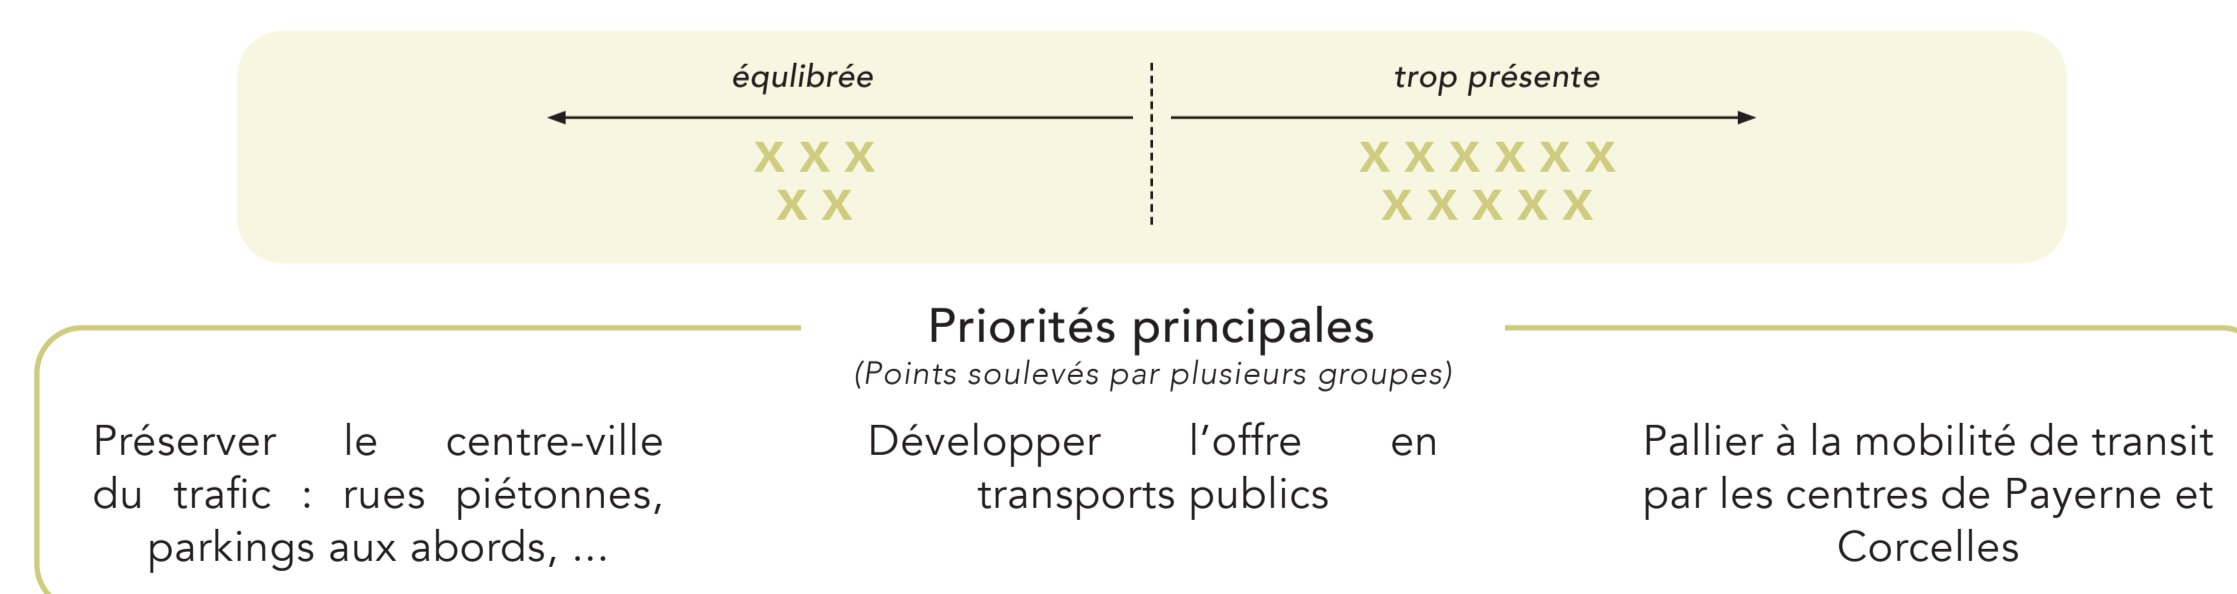 équlibrée
trop présente
X X X
X X
X X X X X X
X X X X X
Priorités principales
(Points soulevés par plusieurs groupes)
Préserver le centre-ville
du trafic : rues piétonnes,
parkings aux abords, ...
Développer l’offre en
transports publics
Pallier à la mobilité de transit
par les centres de Payerne et
Corcelles